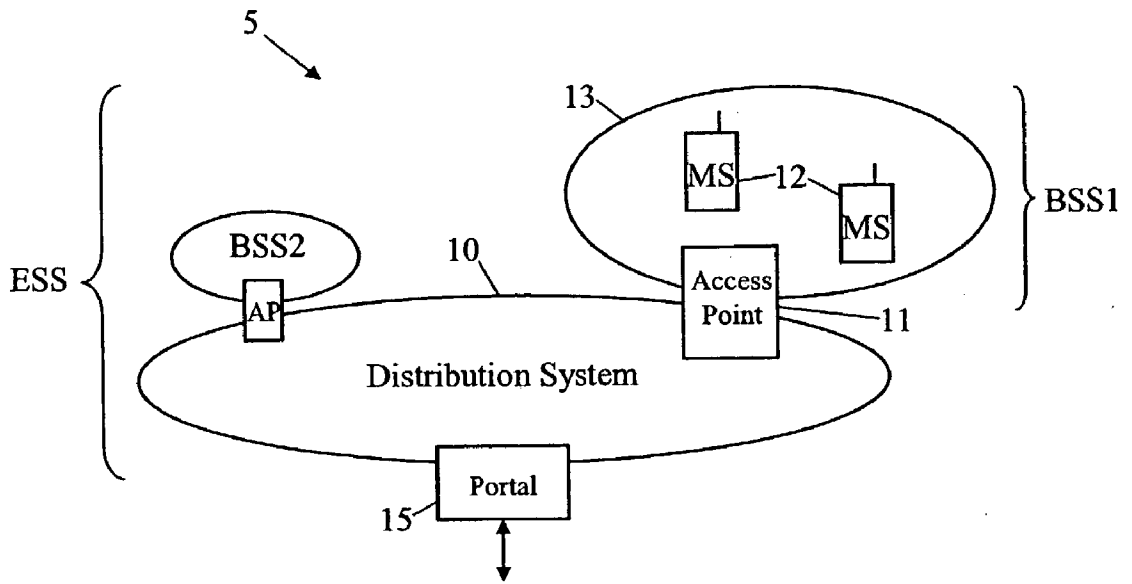 5
13
MS
12
MS
BSS1
BSS2
10
ESS
AP
Access
Point
11
Distribution System
Portal
15